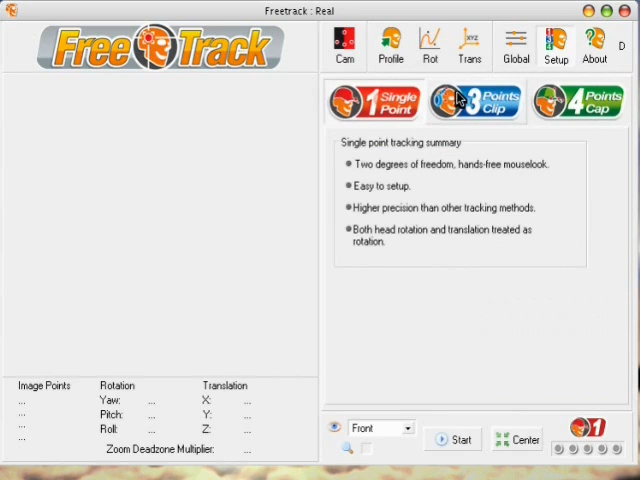 Freetrack : Real
FreeTrack
Cam
Profile
Rot
XYZ
Trans
Global
Setup
About
D
1 Single Point
3 Points Clip
4 Points Cap
Single point tracking summary
Two degrees of freedom, hands-free mouselook.
Easy to setup.
Higher precision than other tracking methods.
Both head rotation and translation treated as
rotation.
Image Points
Rotation
Translation
...
Yaw:
...
X:
...
...
Pitch:
...
Y:
...
...
Roll:
...
Z:
...
...
Zoom Deadzone Multiplier:
...
Front
Start
Center
1